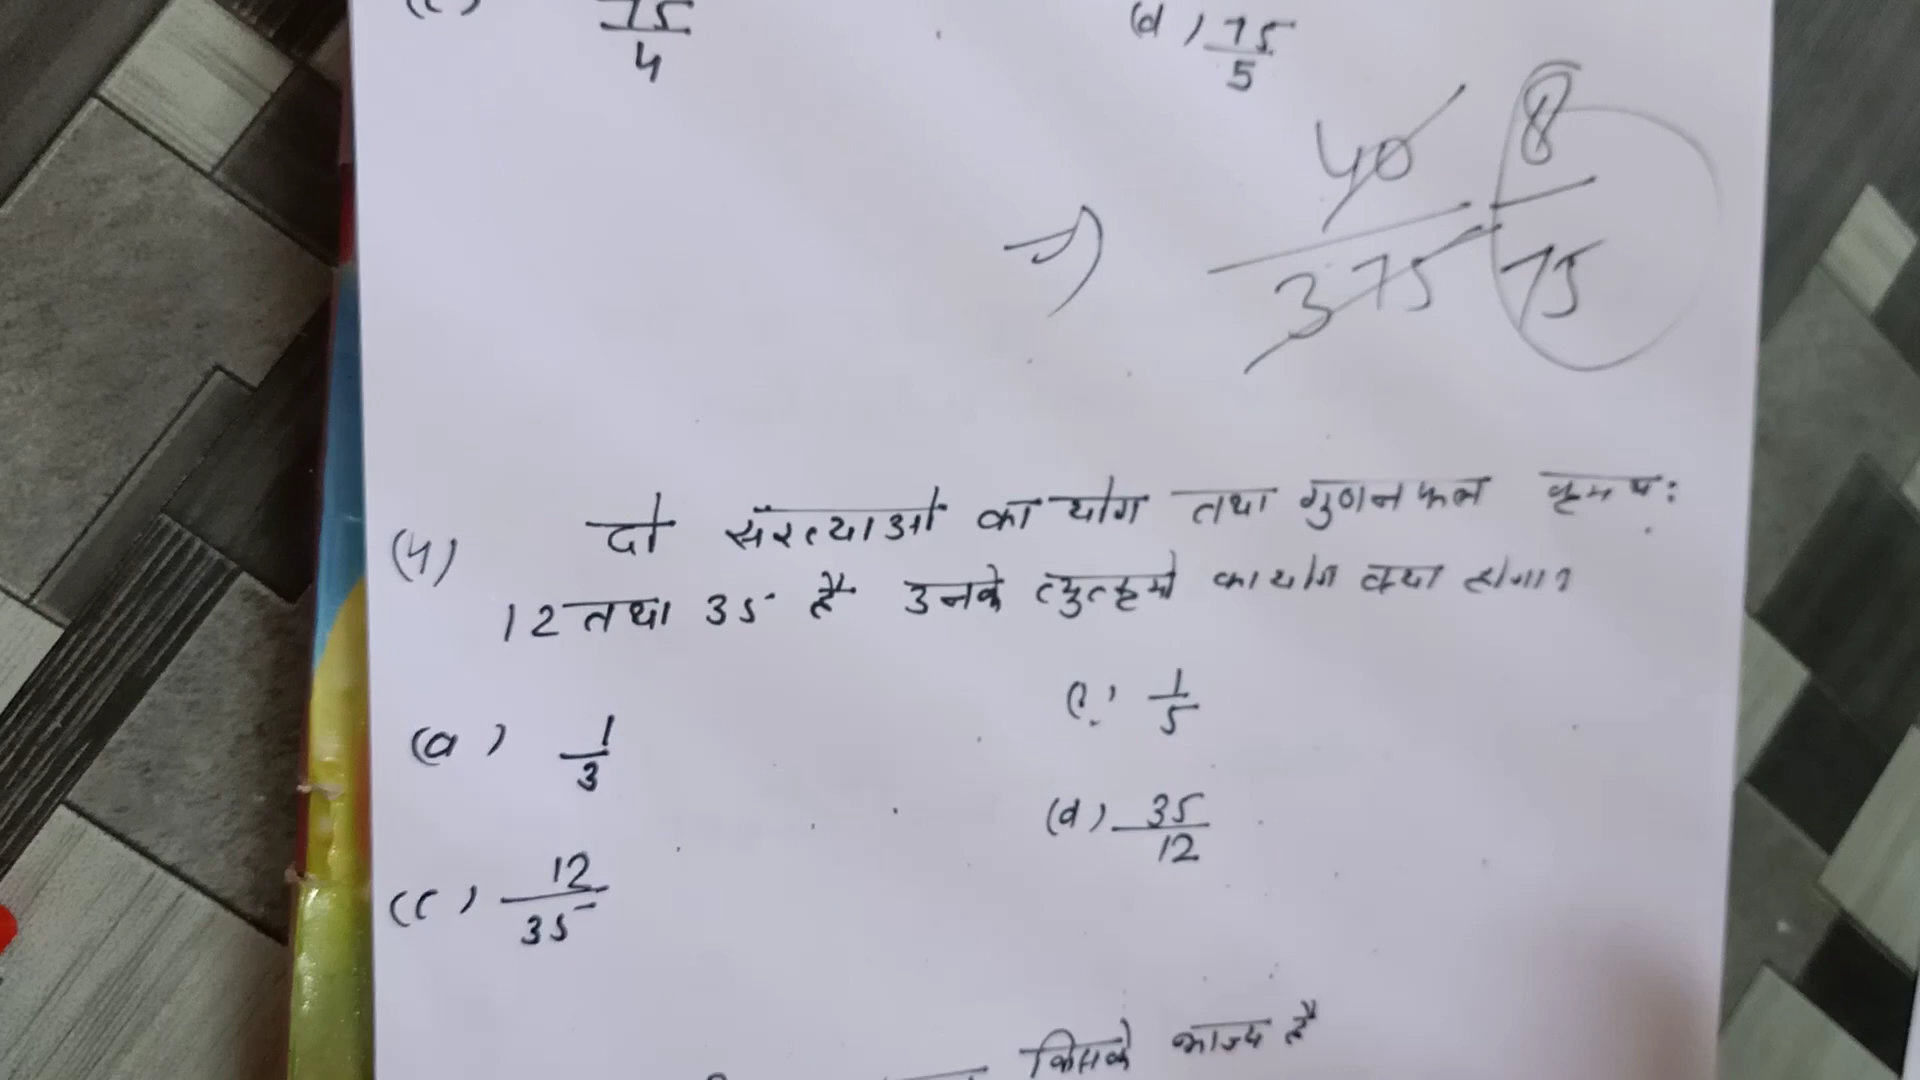 (c) 75/4 (d) 75/5
40/375 = 8/75
(4) दो संख्याओं का योग तथा गुणनफल क्रमश:
12 तथा 35 है उनके व्युत्क्रमो का योग क्या होगा?
(a) 1/3 1/5
(c) 12/35 (d) 35/12
किसके भाज्य है